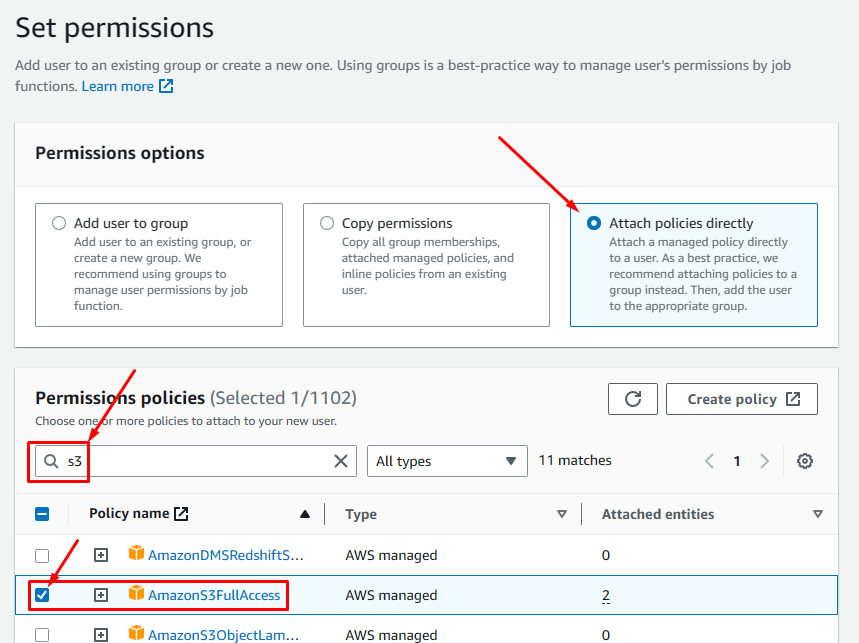 Set permissions
Add user to an existing group or create a new one. Using groups is a best-practice way to manage user's permissions by job
functions. Learn more
Permissions options
Add user to group
Add user to an existing group, or
create a new group. We
recommend using groups to
manage user permissions by job
function.
Copy permissions
Copy all group memberships,
attached managed policies, and
inline policies from an existing
user.
Attach policies directly
Attach a managed policy directly
to a user. As a best practice, we
recommend attaching policies to a
group instead. Then, add the user
to the appropriate group.
Permissions policies (Selected 1/1102)
Choose one or more policies to attach to your new user.
Create policy
s3
All types
11 matches
1
Policy name
Type
Attached entities
AmazonDMSRedshiftS...
AWS managed
0
AmazonS3FullAccess
AWS managed
2
AmazonS3ObjectLam...
AWS managed
0